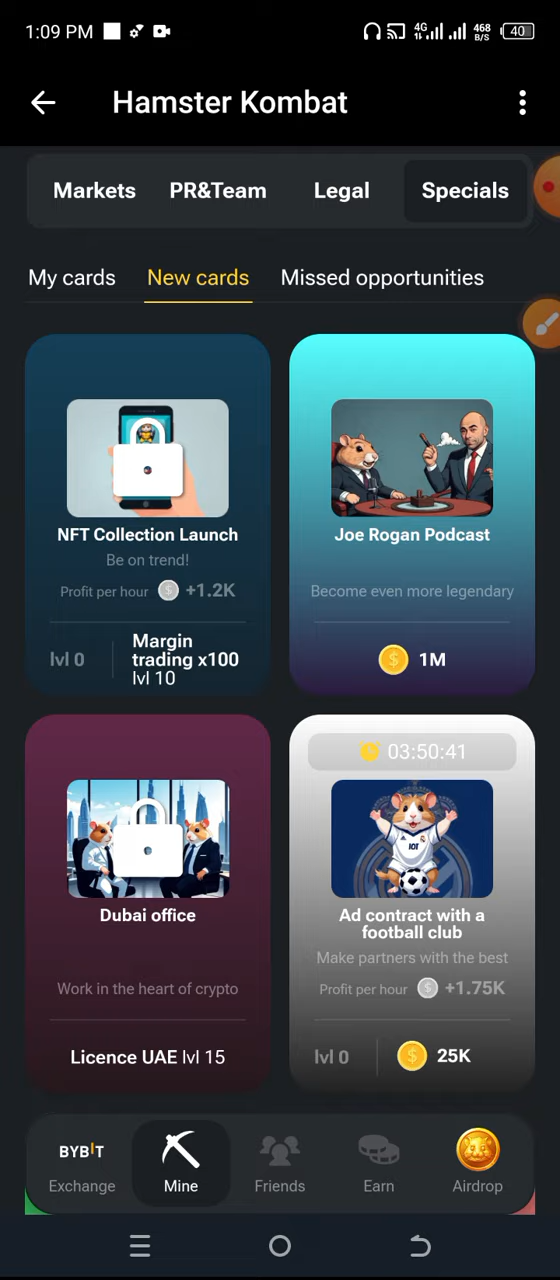 1:09 PM
4G
468
B/S
40
Hamster Kombat
Markets
PR&Team
Legal
Specials
My cards
New cards
Missed opportunities
NFT Collection Launch
Be on trend!
Profit per hour +1.2K
lvl 0
Margin
trading x100
lvl 10
Joe Rogan Podcast
Become even more legendary
1M
Dubai office
Work in the heart of crypto
Licence UAE lvl 15
03:50:41
Ad contract with a
football club
Make partners with the best
Profit per hour +1.75K
lvl 0
25K
BYBIT
Exchange
Mine
Friends
Earn
Airdrop